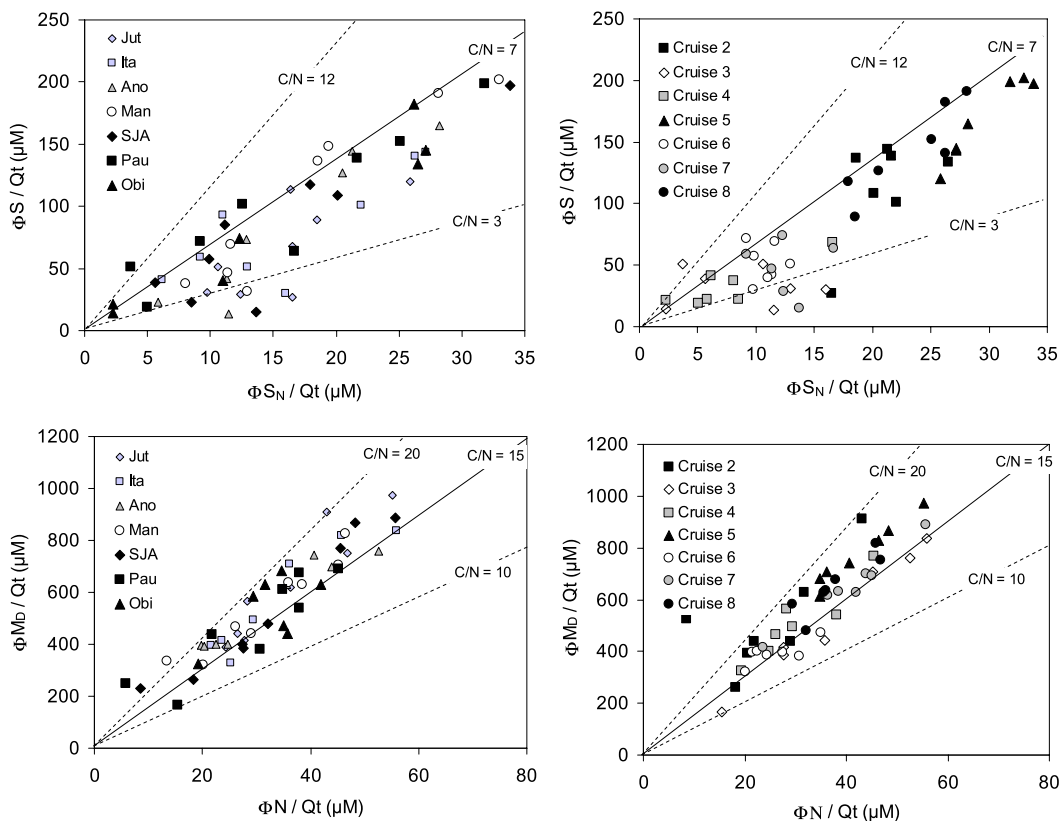 250
200
150
100
50
0
ΦS / Qt (µM)
0 5 10 15 20 25 30 35
ΦS_N / Qt (µM)
Jut
Ita
Ano
Man
SJA
Pau
Obi
C/N = 12
C/N = 7
C/N = 3
250
200
150
100
50
0
ΦS / Qt (µM)
0 5 10 15 20 25 30 35
ΦS_N / Qt (µM)
Cruise 2
Cruise 3
Cruise 4
Cruise 5
Cruise 6
Cruise 7
Cruise 8
C/N = 12
C/N = 7
C/N = 3
1200
1000
800
600
400
200
0
ΦM_D / Qt (µM)
0 20 40 60 80
ΦN / Qt (µM)
Jut
Ita
Ano
Man
SJA
Pau
Obi
C/N = 20
C/N = 15
C/N = 10
1200
1000
800
600
400
200
0
ΦM_D / Qt (µM)
0 20 40 60 80
ΦN / Qt (µM)
Cruise 2
Cruise 3
Cruise 4
Cruise 5
Cruise 6
Cruise 7
Cruise 8
C/N = 20
C/N = 15
C/N = 10